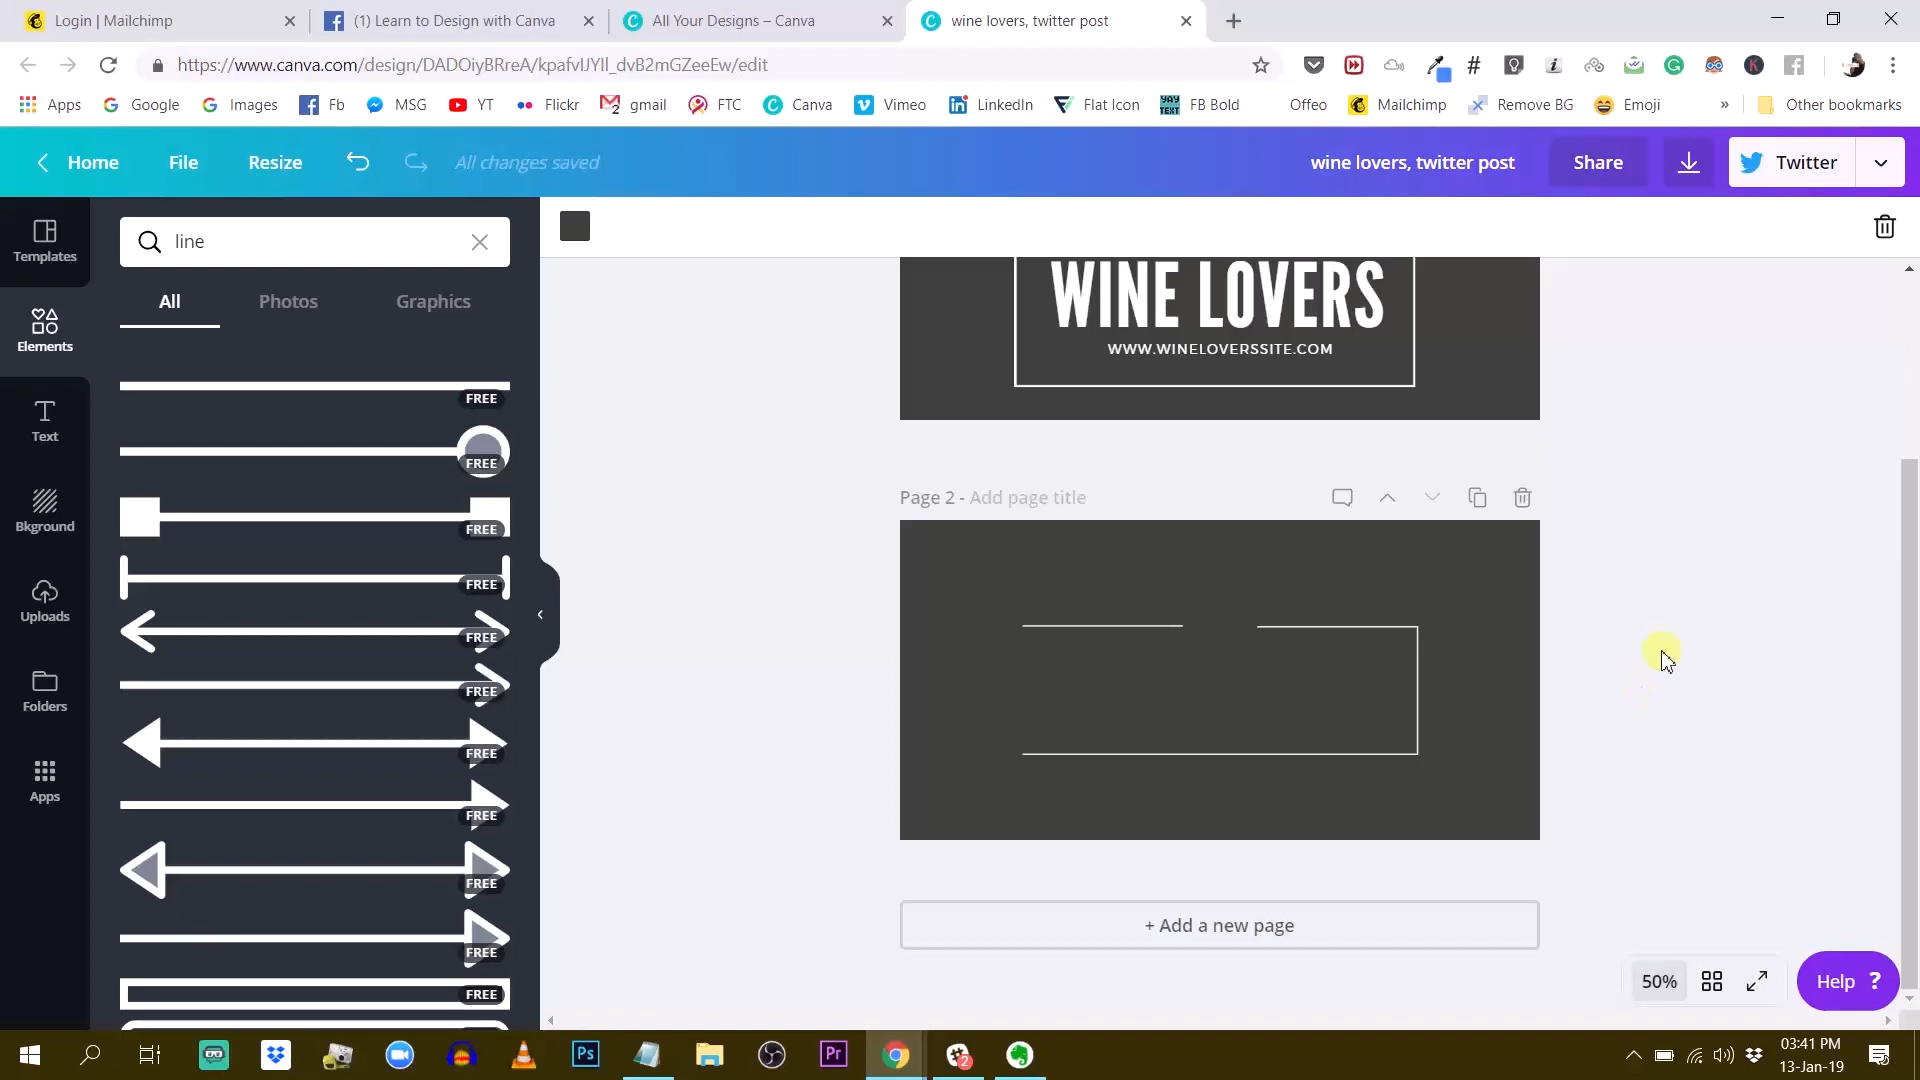 Login | Mailchimp
(1) Learn to Design with Canva
All Your Designs – Canva
wine lovers, twitter post
https://www.canva.com/design/DADOiyBRreA/kpafvIJYIl_dvB2mGZeeEw/edit
Apps
Google
Images
Fb
MSG
YT
Flickr
gmail
FTC
Canva
Vimeo
LinkedIn
Flat Icon
FB Bold
Offeo
Mailchimp
Remove BG
Emoji
»
Other bookmarks
Home
File
Resize
All changes saved
wine lovers, twitter post
Share
Twitter
Templates
Elements
Text
Bkground
Uploads
Folders
Apps
line
All
Photos
Graphics
FREE
FREE
FREE
FREE
FREE
FREE
FREE
FREE
FREE
FREE
FREE
WINE LOVERS
WWW.WINELOVERSSITE.COM
Page 2 - Add page title
+ Add a new page
50%
Help ?
Ps
Pr
2
03:41 PM
13-Jan-19